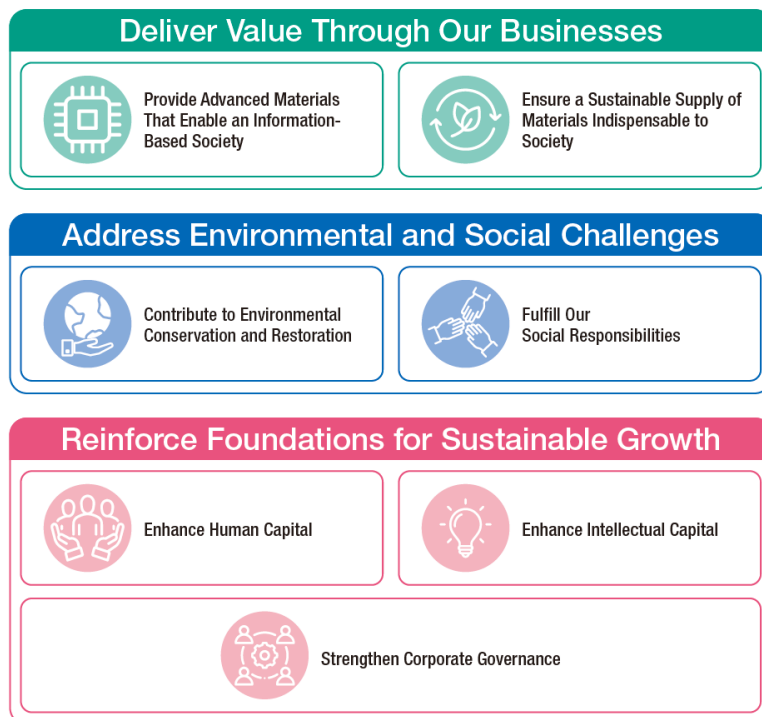 Deliver Value Through Our Businesses
Provide Advanced Materials
That Enable an Information-
Based Society
Ensure a Sustainable Supply of
Materials Indispensable to
Society
Address Environmental and Social Challenges
Contribute to Environmental
Conservation and Restoration
Fulfill Our
Social Responsibilities
Reinforce Foundations for Sustainable Growth
Enhance Human Capital
Enhance Intellectual Capital
Strengthen Corporate Governance